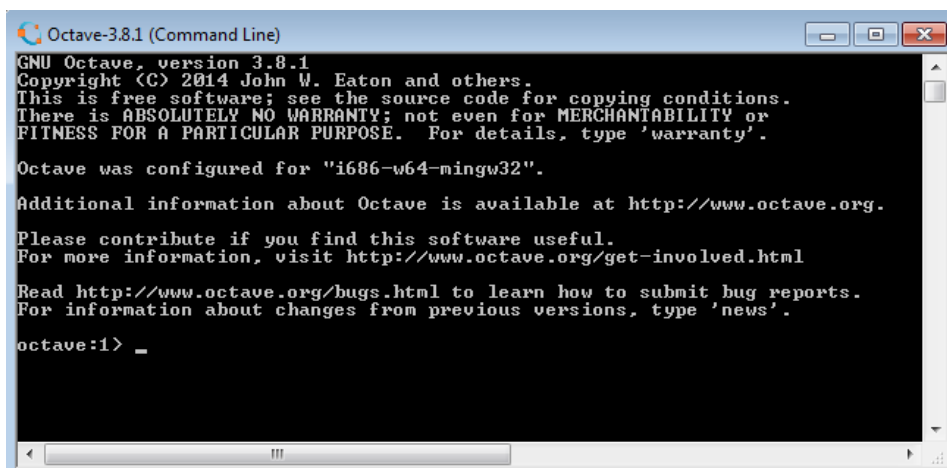 Octave-3.8.1 (Command Line)
GNU Octave, version 3.8.1
Copyright (C) 2014 John W. Eaton and others.
This is free software; see the source code for copying conditions.
There is ABSOLUTELY NO WARRANTY; not even for MERCHANTABILITY or
FITNESS FOR A PARTICULAR PURPOSE.  For details, type 'warranty'.
Octave was configured for "i686-w64-mingw32".
Additional information about Octave is available at http://www.octave.org.
Please contribute if you find this software useful.
For more information, visit http://www.octave.org/get-involved.html
Read http://www.octave.org/bugs.html to learn how to submit bug reports.
For information about changes from previous versions, type 'news'.
octave:1> _